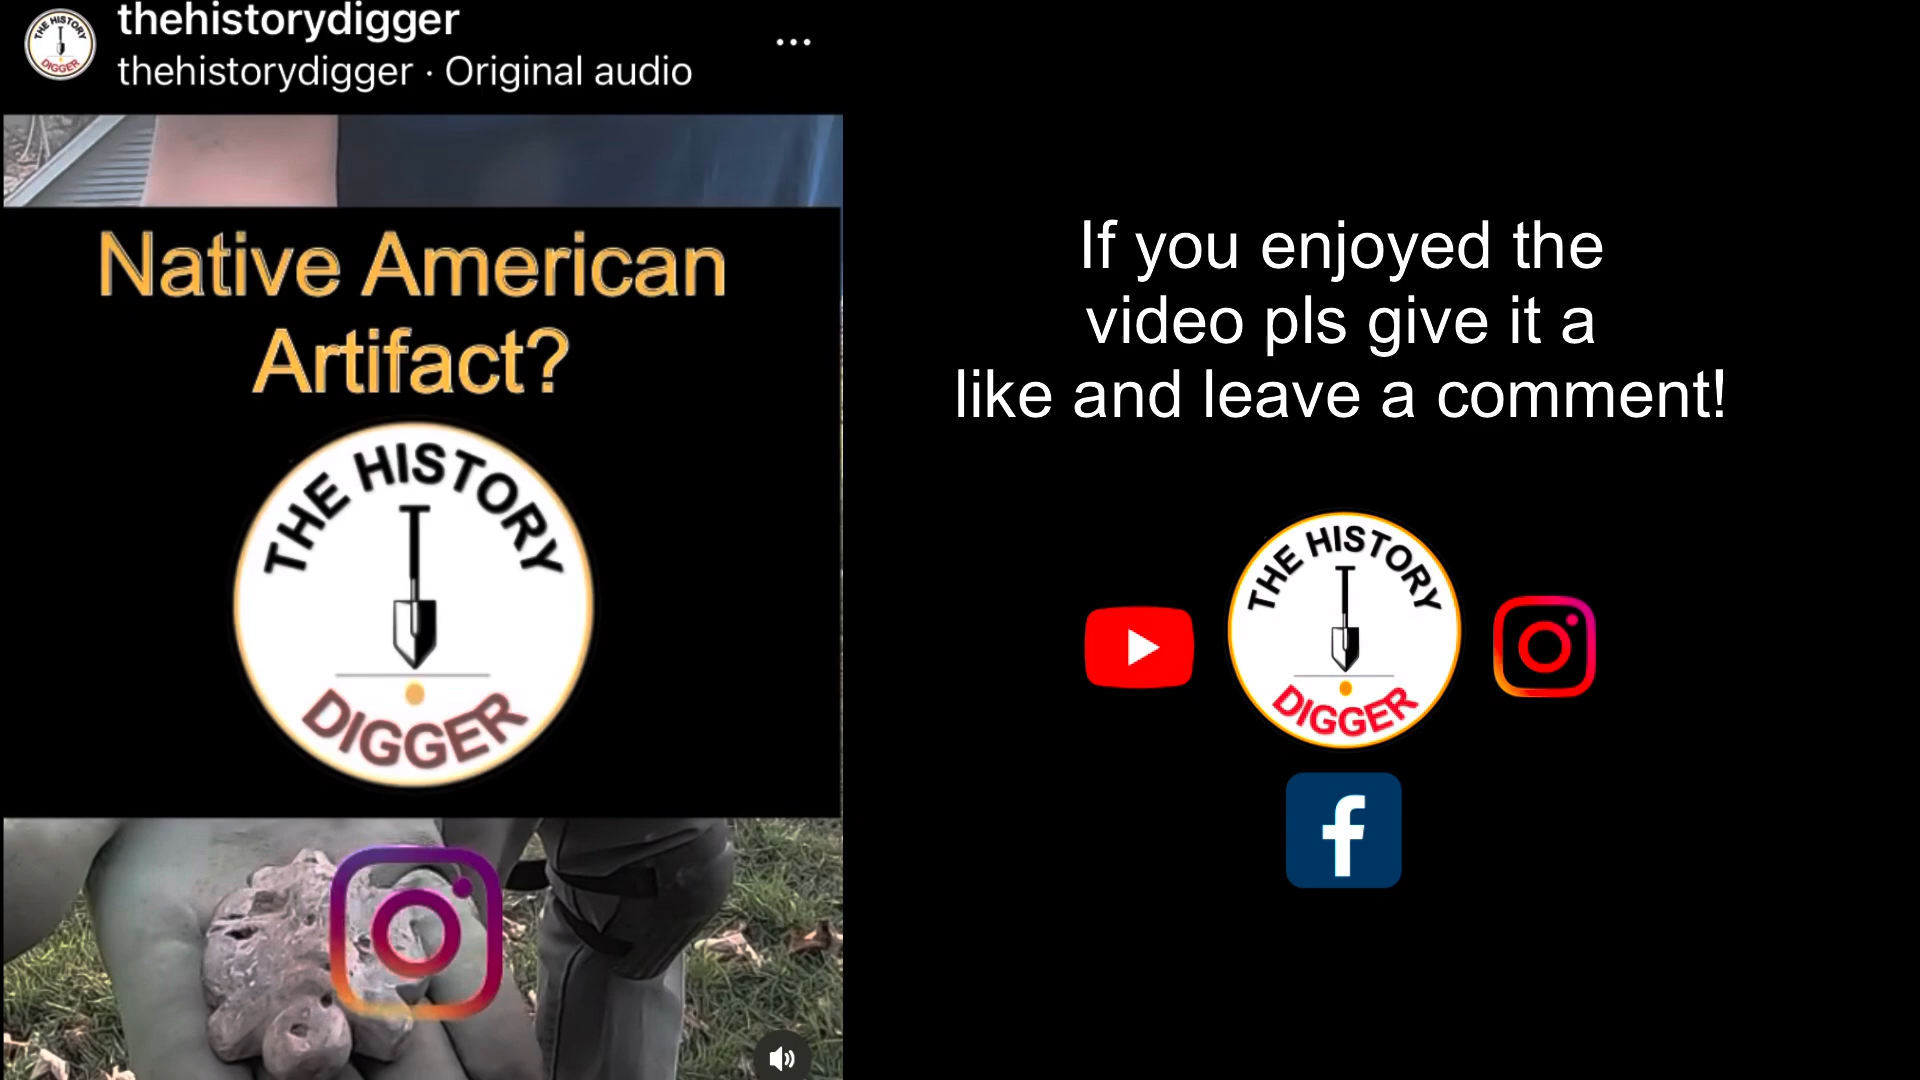 thehistorydigger
thehistorydigger · Original audio
Native American
Artifact?
THE HISTORY
DIGGER
THE HISTORY
DIGGER
If you enjoyed the
video pls give it a
like and leave a comment!
THE HISTORY
DIGGER